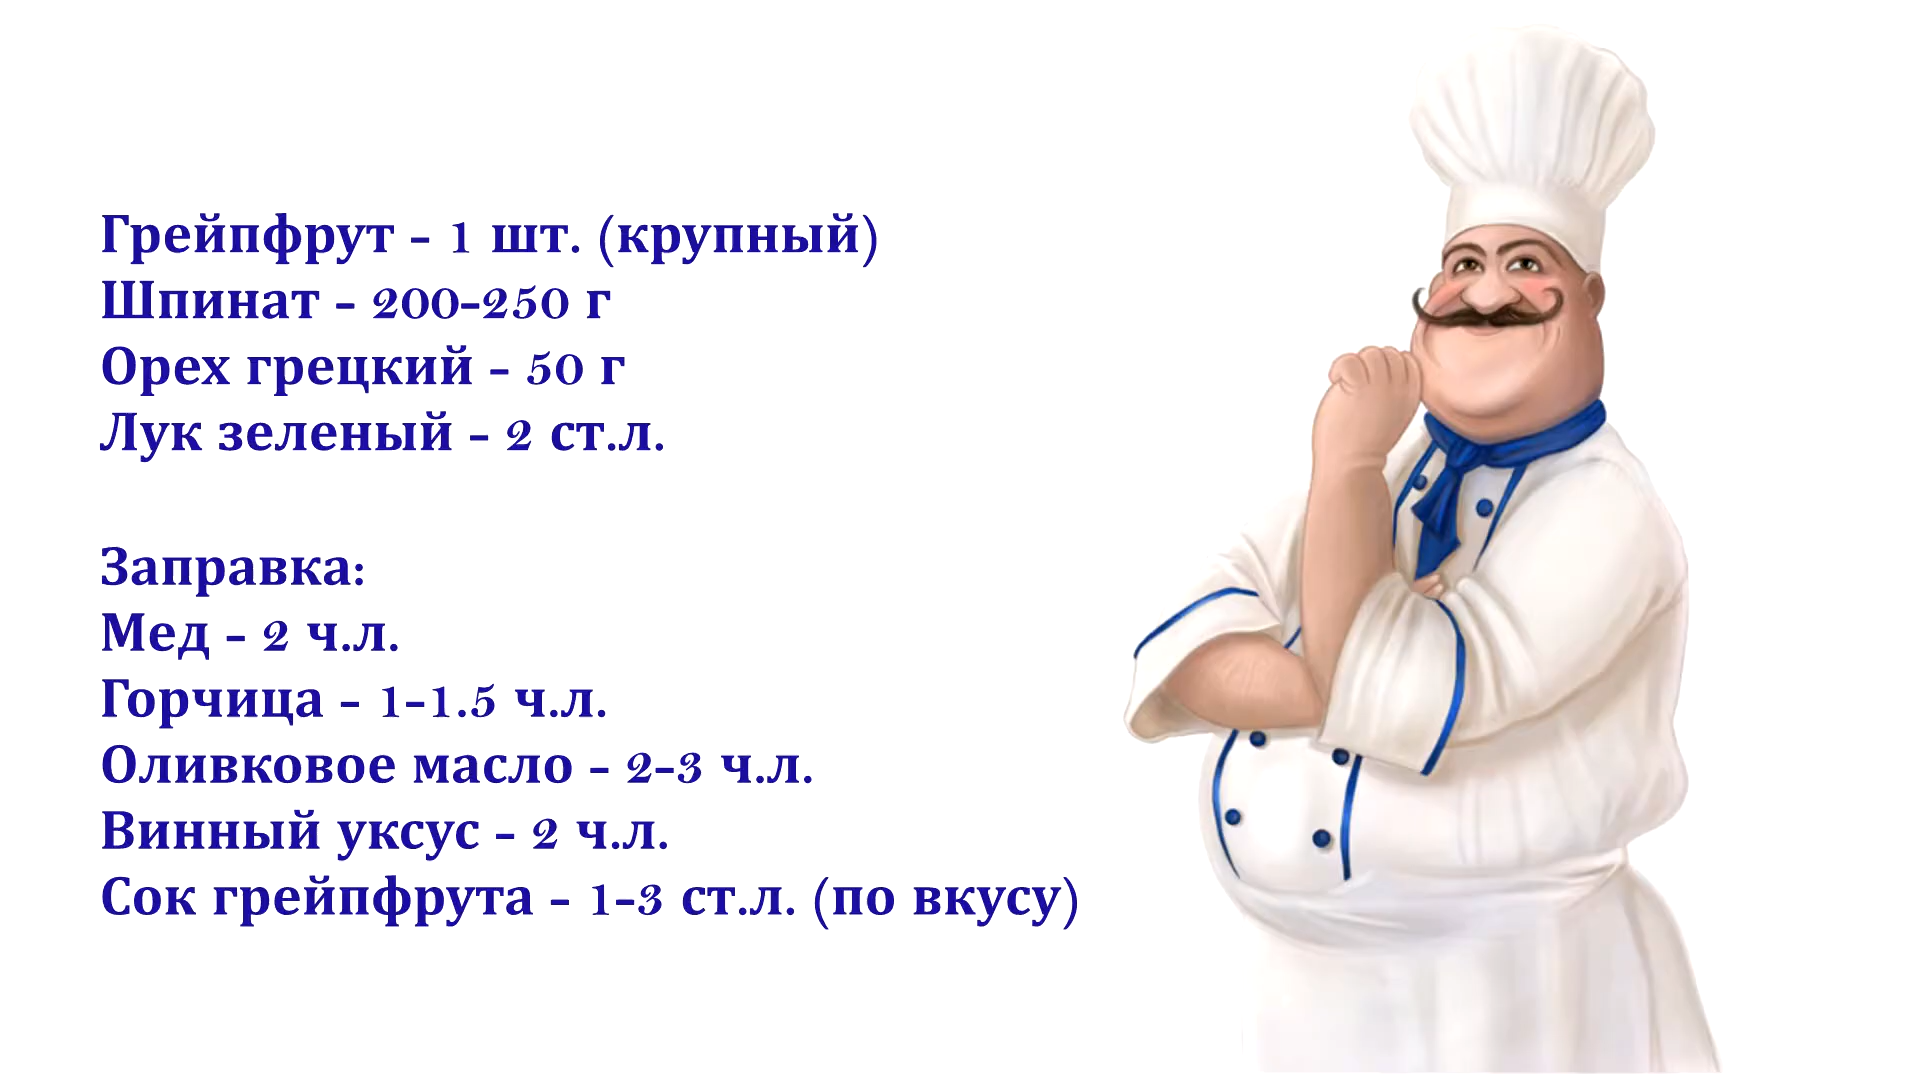 Грейпфрут - 1 шт. (крупный)
Шпинат - 200-250 г
Орех грецкий - 50 г
Лук зеленый - 2 ст.л.
Заправка:
Мед - 2 ч.л.
Горчица - 1-1.5 ч.л.
Оливковое масло - 2-3 ч.л.
Винный уксус - 2 ч.л.
Сок грейпфрута - 1-3 ст.л. (по вкусу)